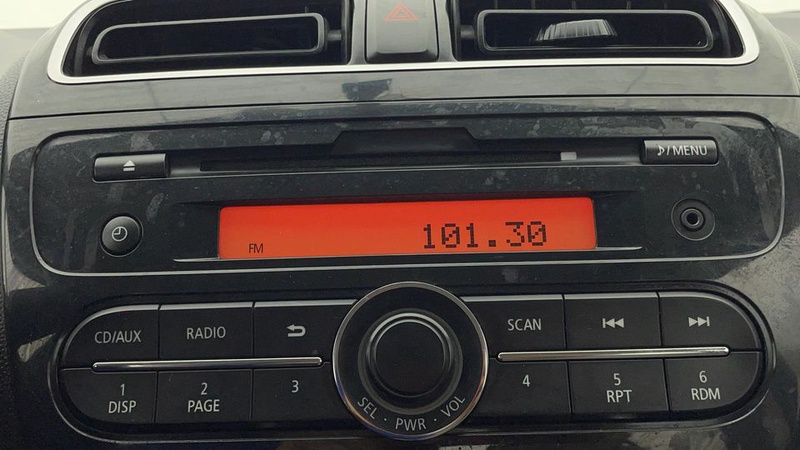 ♪/MENU
FM 101.30
CD/AUX RADIO SCAN
1 2 3 4 5 6
DISP PAGE RPT RDM
SEL · PWR · VOL